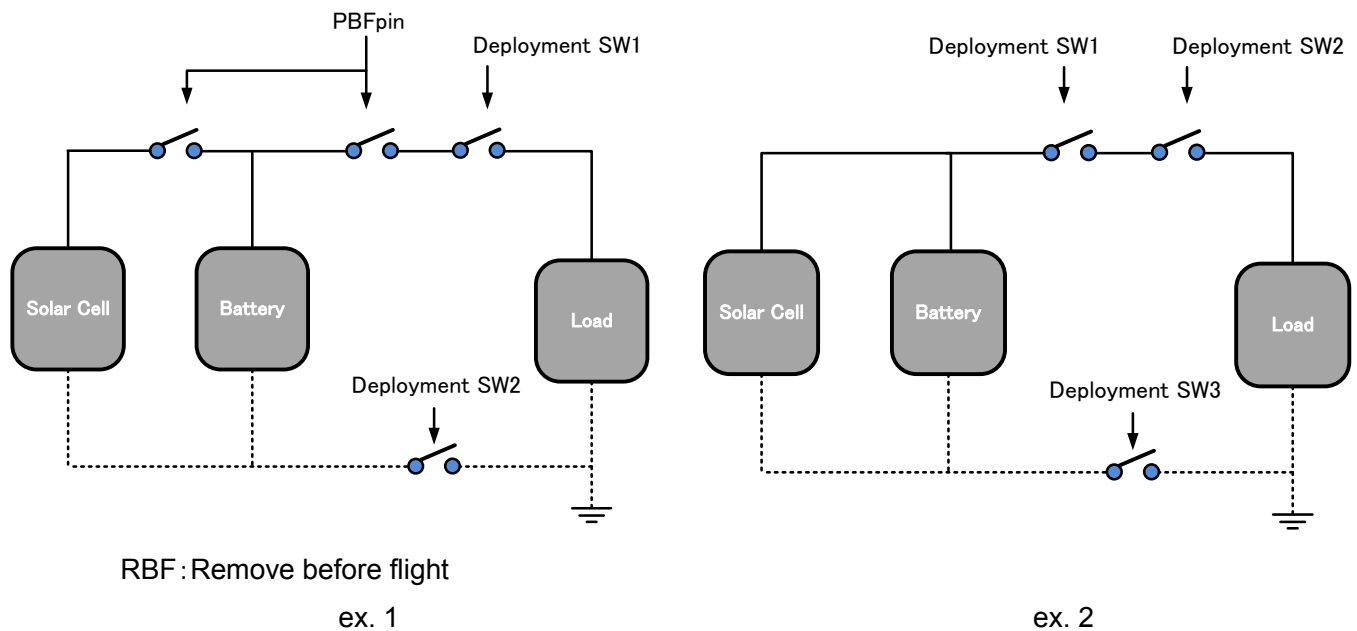 PBFpin
Deployment SW1
Solar Cell
Battery
Load
Deployment SW2
RBF:Remove before flight
ex. 1
Deployment SW1
Deployment SW2
Solar Cell
Battery
Load
Deployment SW3
ex. 2